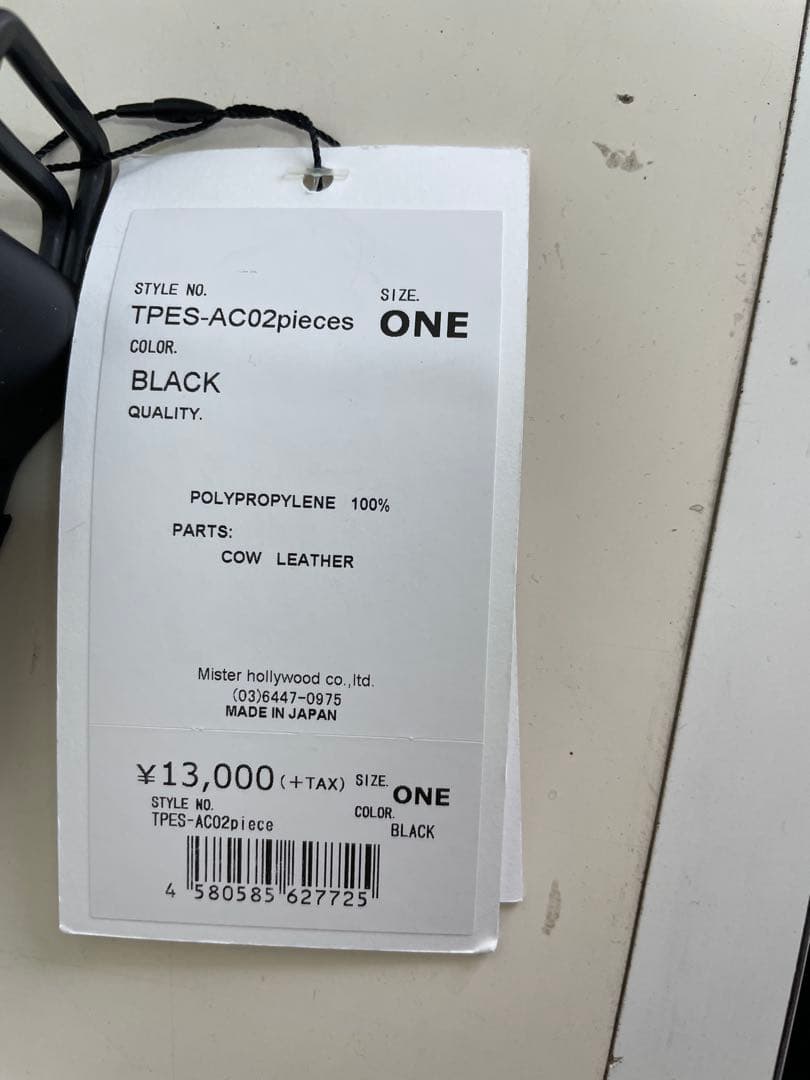 STYLE NO. SIZE.
TPES-AC02pieces ONE
COLOR.
BLACK
QUALITY.
POLYPROPYLENE 100%
PARTS:
COW LEATHER
Mister hollywood co.,ltd.
(03)6447-0975
MADE IN JAPAN
¥13,000(+TAX) SIZE. ONE
STYLE NO. COLOR.
TPES-AC02piece BLACK
4 580585 627725